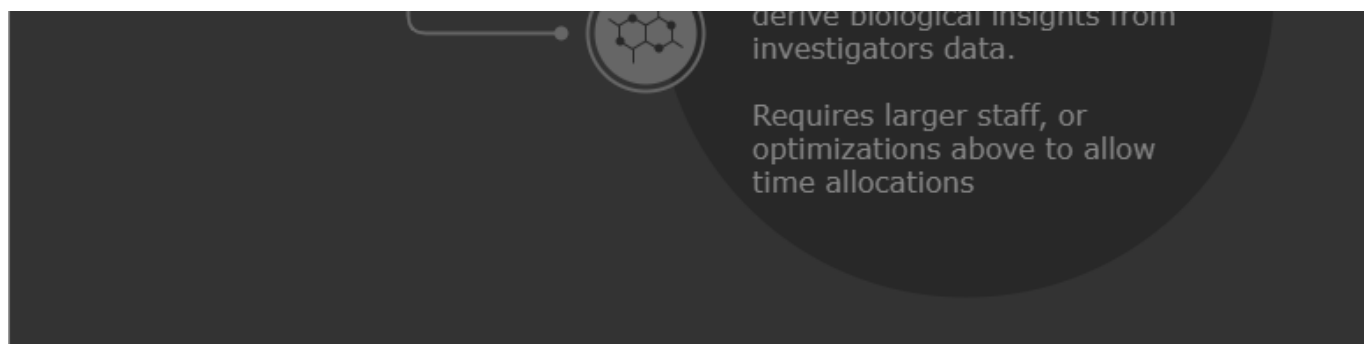 derive biological insights from
investigators data.
Requires larger staff, or
optimizations above to allow
time allocations